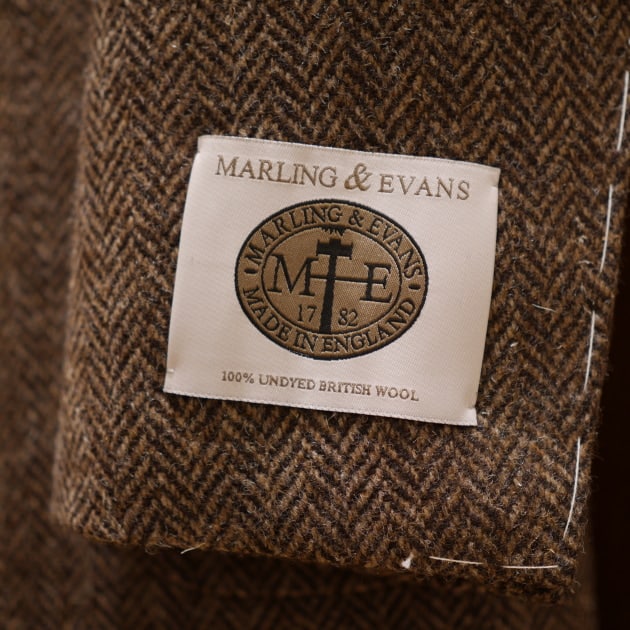 MARLING & EVANS
MARLING & EVANS
M E
17 82
MADE IN ENGLAND
100% UNDYED BRITISH WOOL